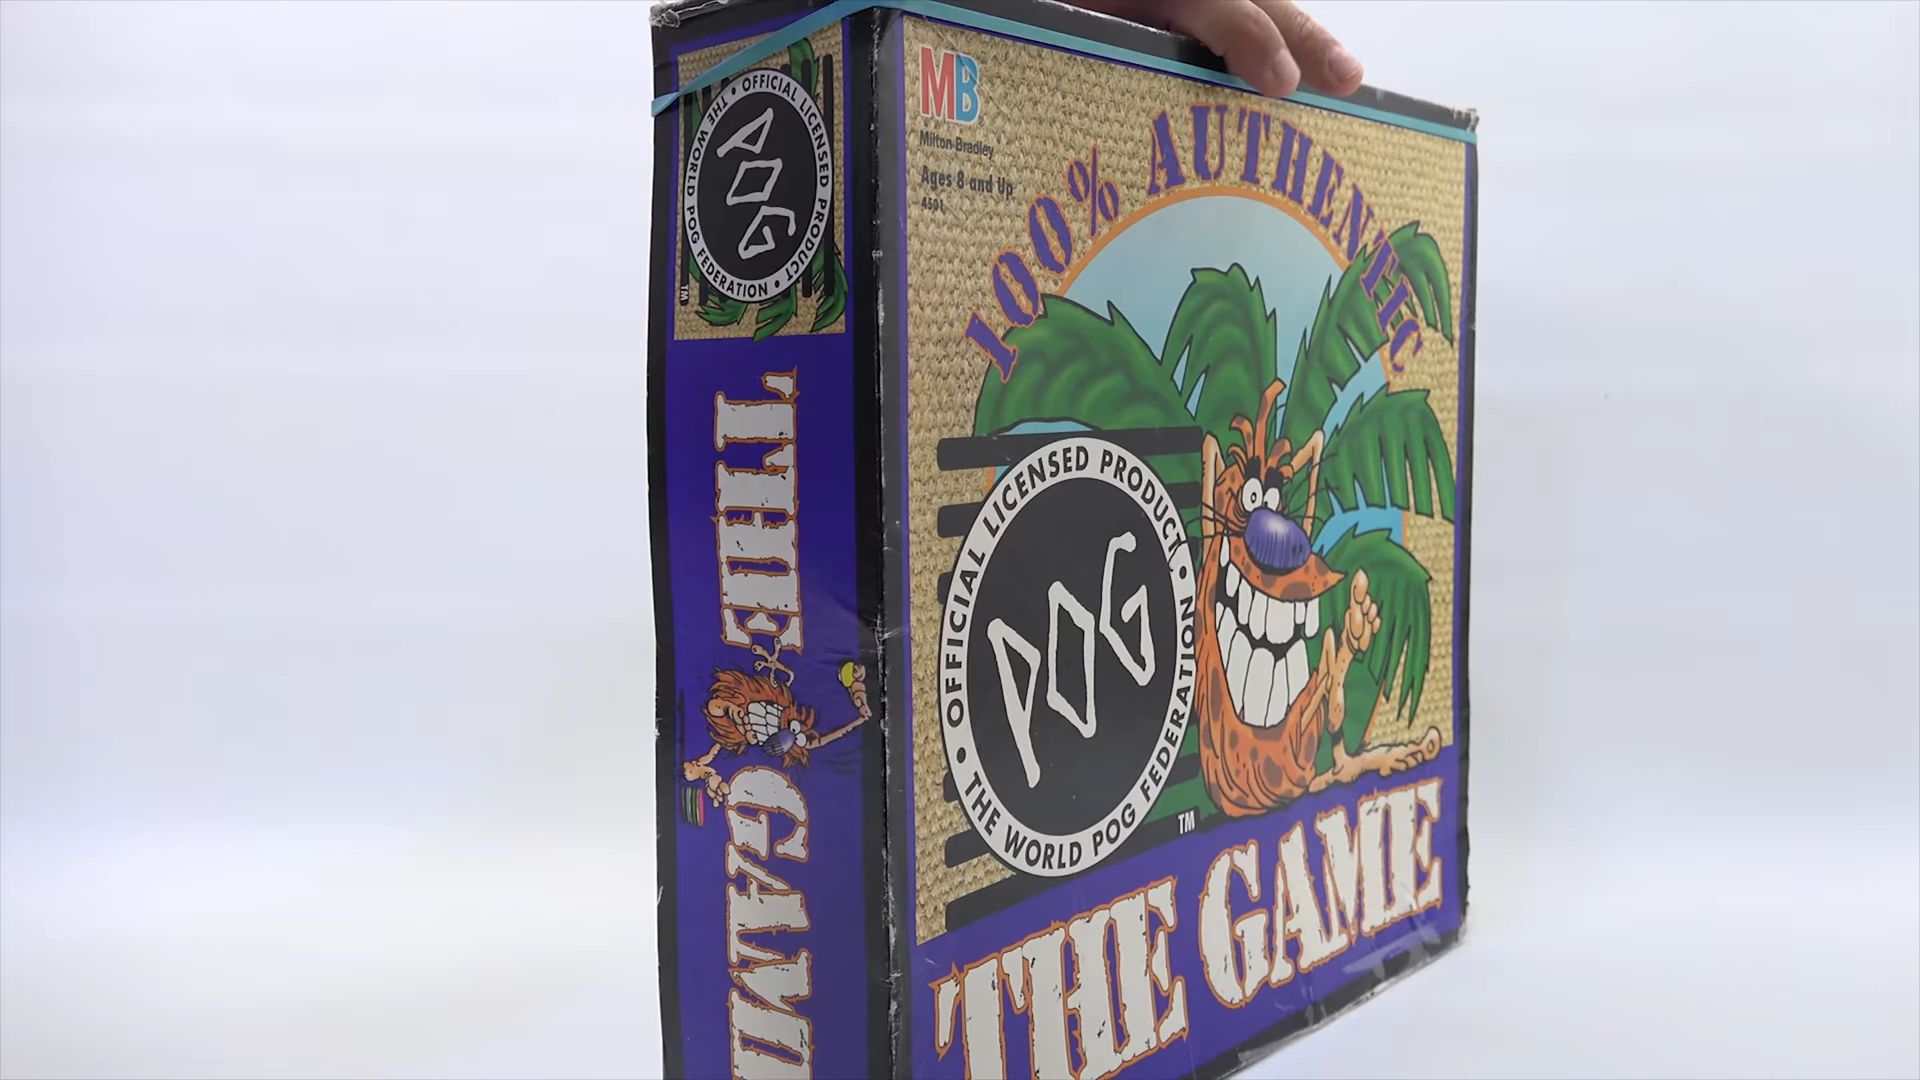 • OFFICIAL LICENSED PRODUCT •
THE WORLD POG FEDERATION
POG
TM
THE GAME
MB
Milton Bradley
Ages 8 and Up
4501
100% AUTHENTIC
• OFFICIAL LICENSED PRODUCT •
THE WORLD POG FEDERATION
POG
TM
THE GAME